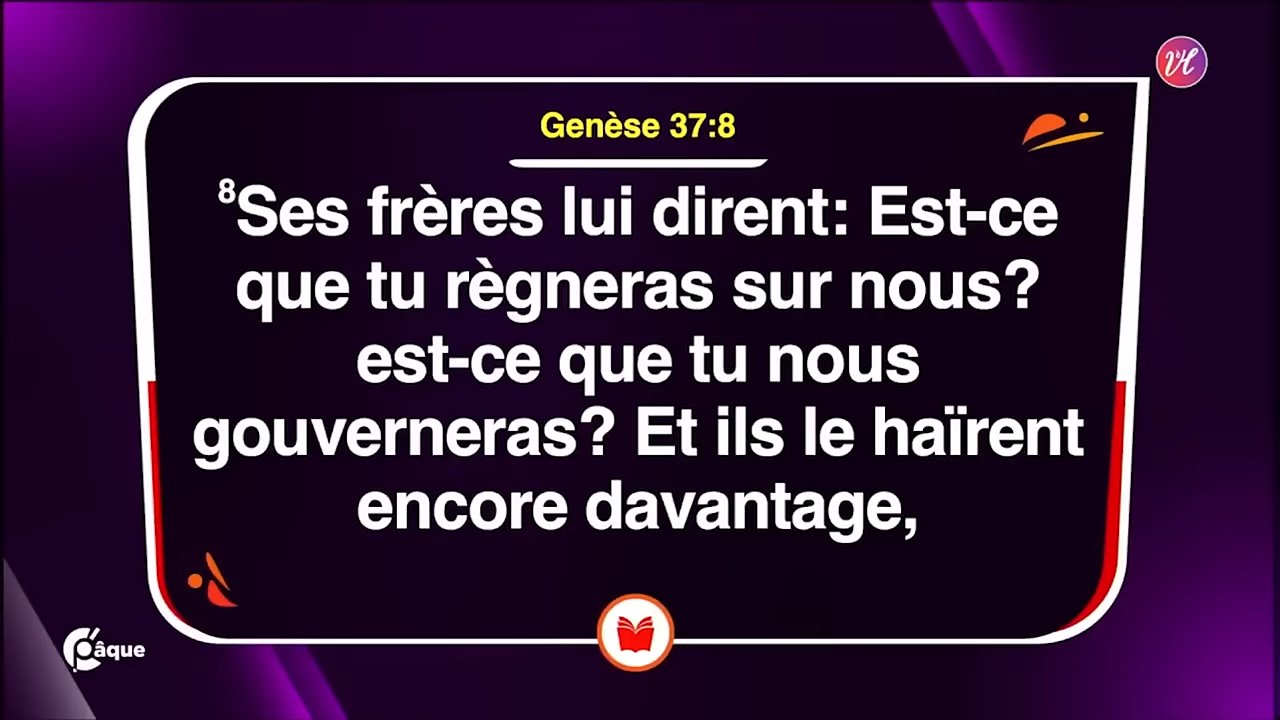 Genèse 37:8
8Ses frères lui dirent: Est-ce
que tu règneras sur nous?
est-ce que tu nous
gouverneras? Et ils le haïrent
encore davantage,
Pâque